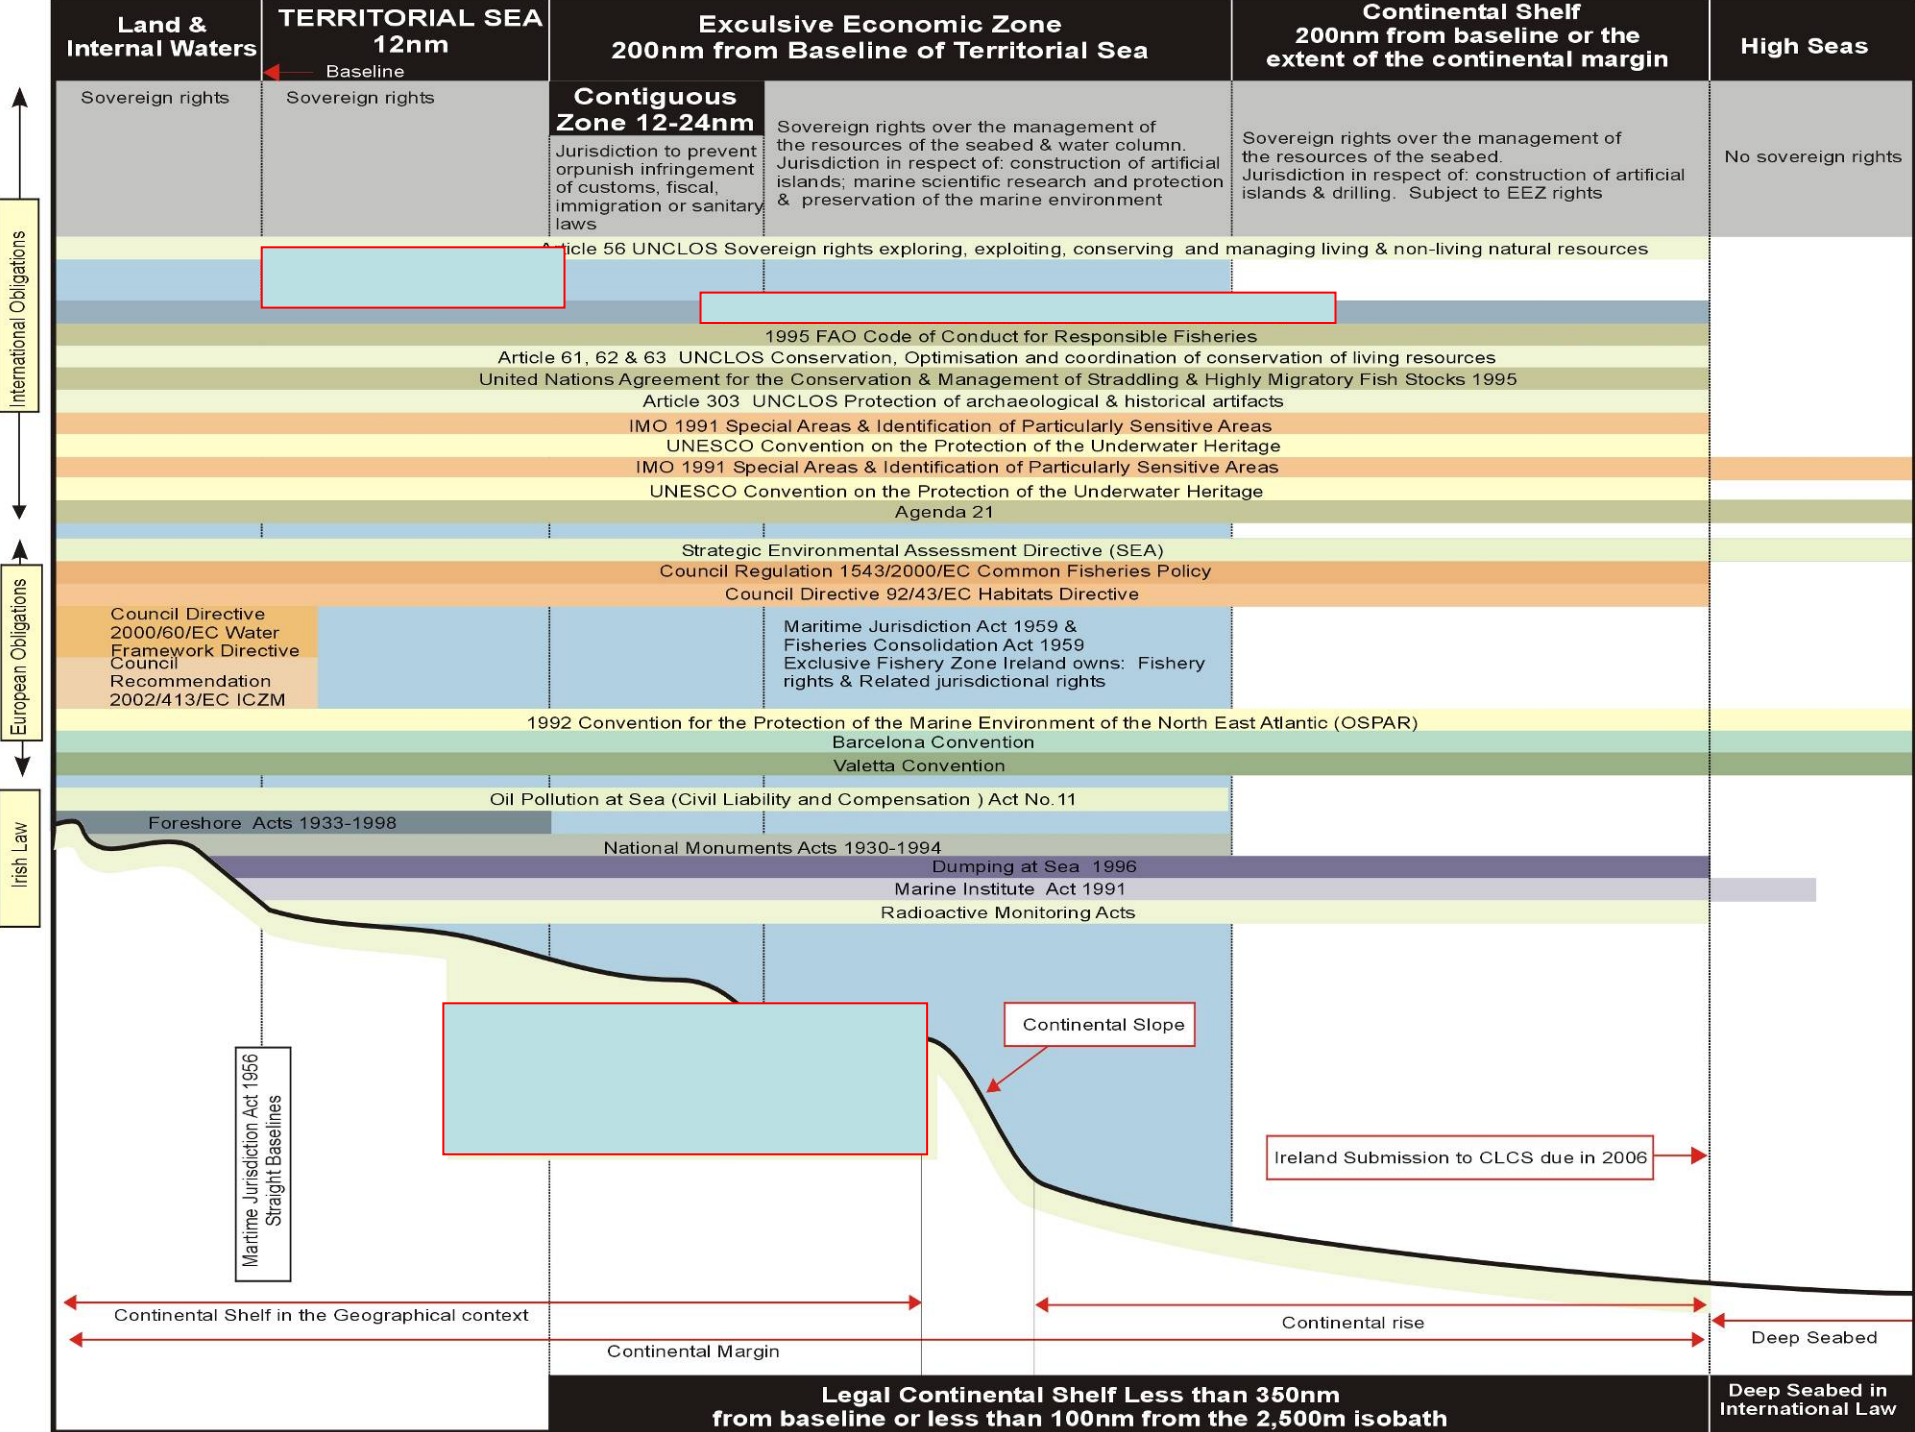 Land &
Internal Waters
TERRITORIAL SEA
12nm
Baseline
Exculsive Economic Zone
200nm from Baseline of Territorial Sea
Continental Shelf
200nm from baseline or the
extent of the continental margin
High Seas
Sovereign rights
Sovereign rights
Contiguous
Zone 12-24nm
Jurisdiction to prevent
orpunish infringement
of customs, fiscal,
immigration or sanitary
laws
Sovereign rights over the management of
the resources of the seabed & water column.
Jurisdiction in respect of: construction of artificial
islands; marine scientific research and protection
& preservation of the marine environment
Sovereign rights over the management of
the resources of the seabed.
Jurisdiction in respect of: construction of artificial
islands & drilling. Subject to EEZ rights
No sovereign rights
International Obligations
Article 56 UNCLOS Sovereign rights exploring, exploiting, conserving and managing living & non-living natural resources
1995 FAO Code of Conduct for Responsible Fisheries
Article 61, 62 & 63 UNCLOS Conservation, Optimisation and coordination of conservation of living resources
United Nations Agreement for the Conservation & Management of Straddling & Highly Migratory Fish Stocks 1995
Article 303 UNCLOS Protection of archaeological & historical artifacts
IMO 1991 Special Areas & Identification of Particularly Sensitive Areas
UNESCO Convention on the Protection of the Underwater Heritage
IMO 1991 Special Areas & Identification of Particularly Sensitive Areas
UNESCO Convention on the Protection of the Underwater Heritage
Agenda 21
European Obligations
Strategic Environmental Assessment Directive (SEA)
Council Regulation 1543/2000/EC Common Fisheries Policy
Council Directive 92/43/EC Habitats Directive
Council Directive
2000/60/EC Water
Framework Directive
Council
Recommendation
2002/413/EC ICZM
Maritime Jurisdiction Act 1959 &
Fisheries Consolidation Act 1959
Exclusive Fishery Zone Ireland owns: Fishery
rights & Related jurisdictional rights
1992 Convention for the Protection of the Marine Environment of the North East Atlantic (OSPAR)
Barcelona Convention
Valetta Convention
Irish Law
Oil Pollution at Sea (Civil Liability and Compensation ) Act No.11
Foreshore Acts 1933-1998
National Monuments Acts 1930-1994
Dumping at Sea 1996
Marine Institute Act 1991
Radioactive Monitoring Acts
Continental Slope
Martime Jurisdiction Act 1956
Straight Baselines
Ireland Submission to CLCS due in 2006
Continental Shelf in the Geographical context
Continental rise
Deep Seabed
Continental Margin
Legal Continental Shelf Less than 350nm
from baseline or less than 100nm from the 2,500m isobath
Deep Seabed in
International Law